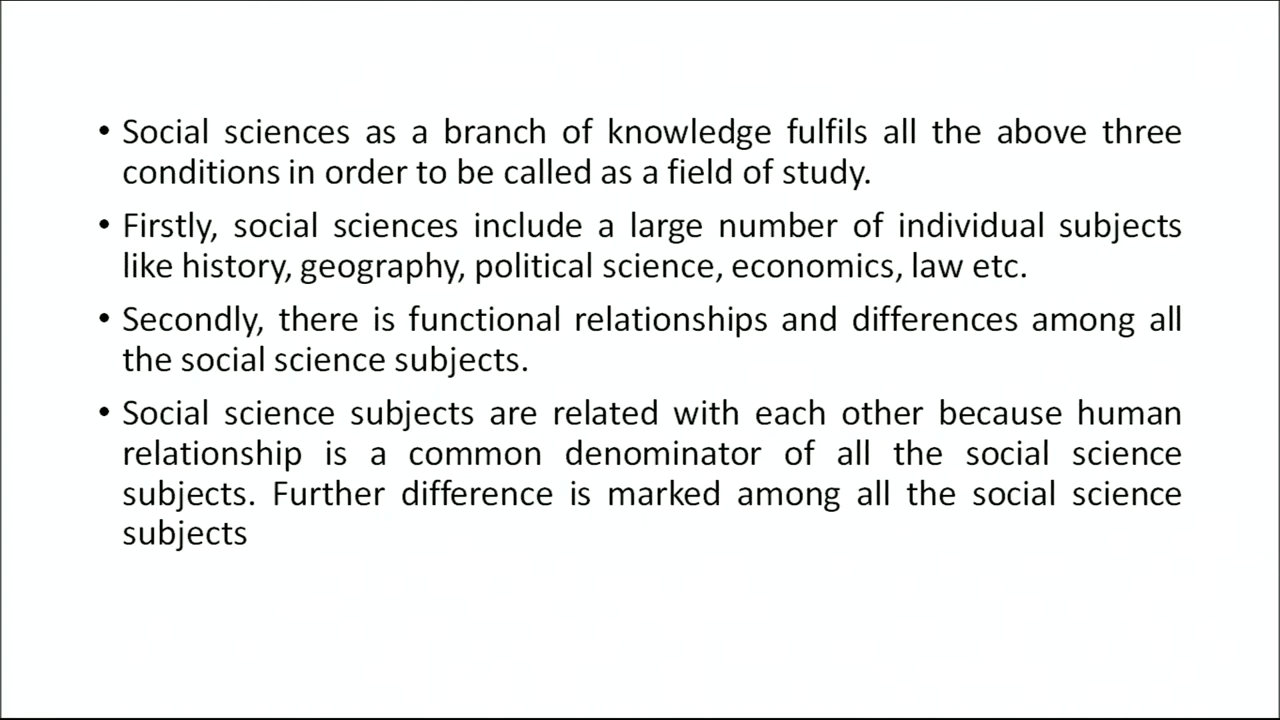 • Social sciences as a branch of knowledge fulfils all the above three
conditions in order to be called as a field of study.
• Firstly, social sciences include a large number of individual subjects
like history, geography, political science, economics, law etc.
• Secondly, there is functional relationships and differences among all
the social science subjects.
• Social science subjects are related with each other because human
relationship is a common denominator of all the social science
subjects. Further difference is marked among all the social science
subjects